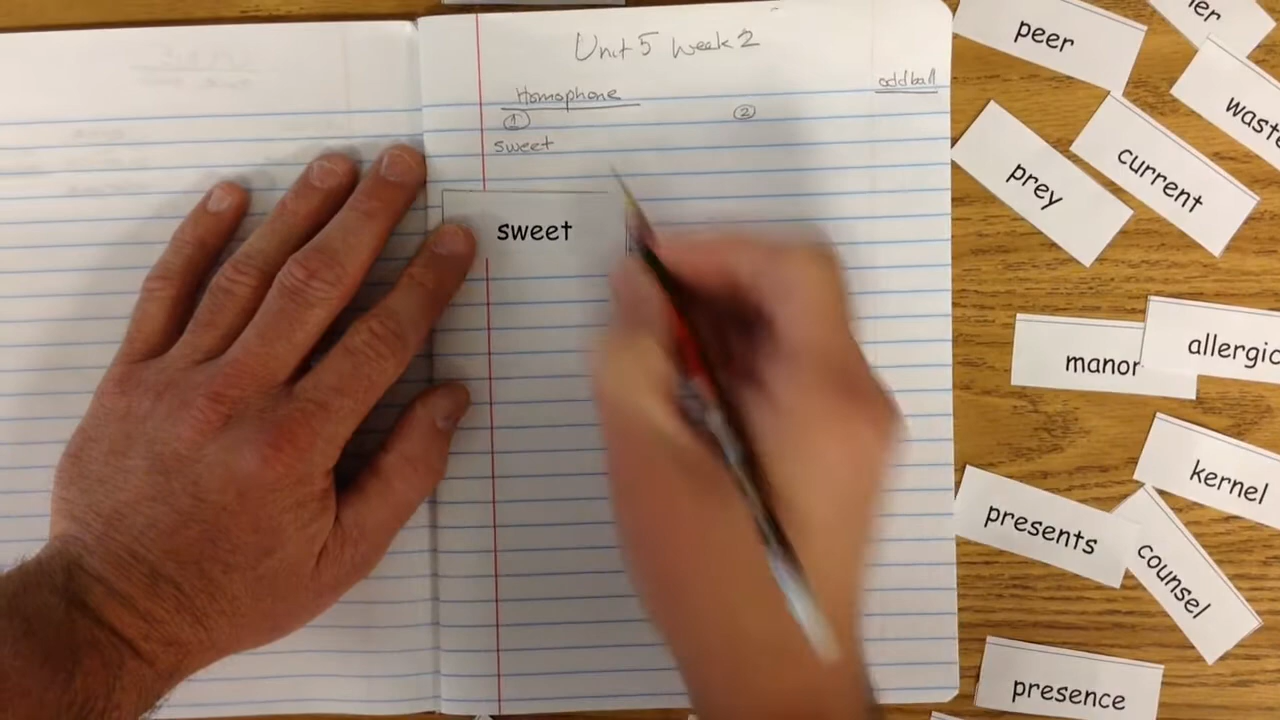 Unit 5 Week 2
oddball
Homophone
1
2
sweet
sweet
peer
prey
current
manor
allergic
kernel
presents
counsel
presence